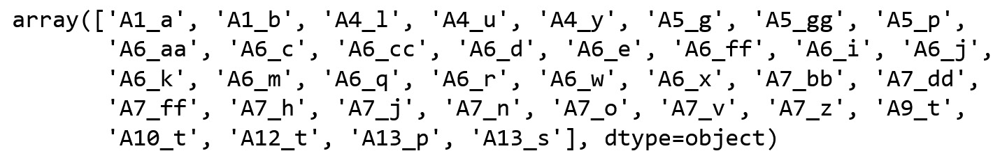 array(['A1_a', 'A1_b', 'A4_l', 'A4_u', 'A4_y', 'A5_g', 'A5_gg', 'A5_p',
'A6_aa', 'A6_c', 'A6_cc', 'A6_d', 'A6_e', 'A6_ff', 'A6_i', 'A6_j',
'A6_k', 'A6_m', 'A6_q', 'A6_r', 'A6_w', 'A6_x', 'A7_bb', 'A7_dd',
'A7_ff', 'A7_h', 'A7_j', 'A7_n', 'A7_o', 'A7_v', 'A7_z', 'A9_t',
'A10_t', 'A12_t', 'A13_p', 'A13_s'], dtype=object)